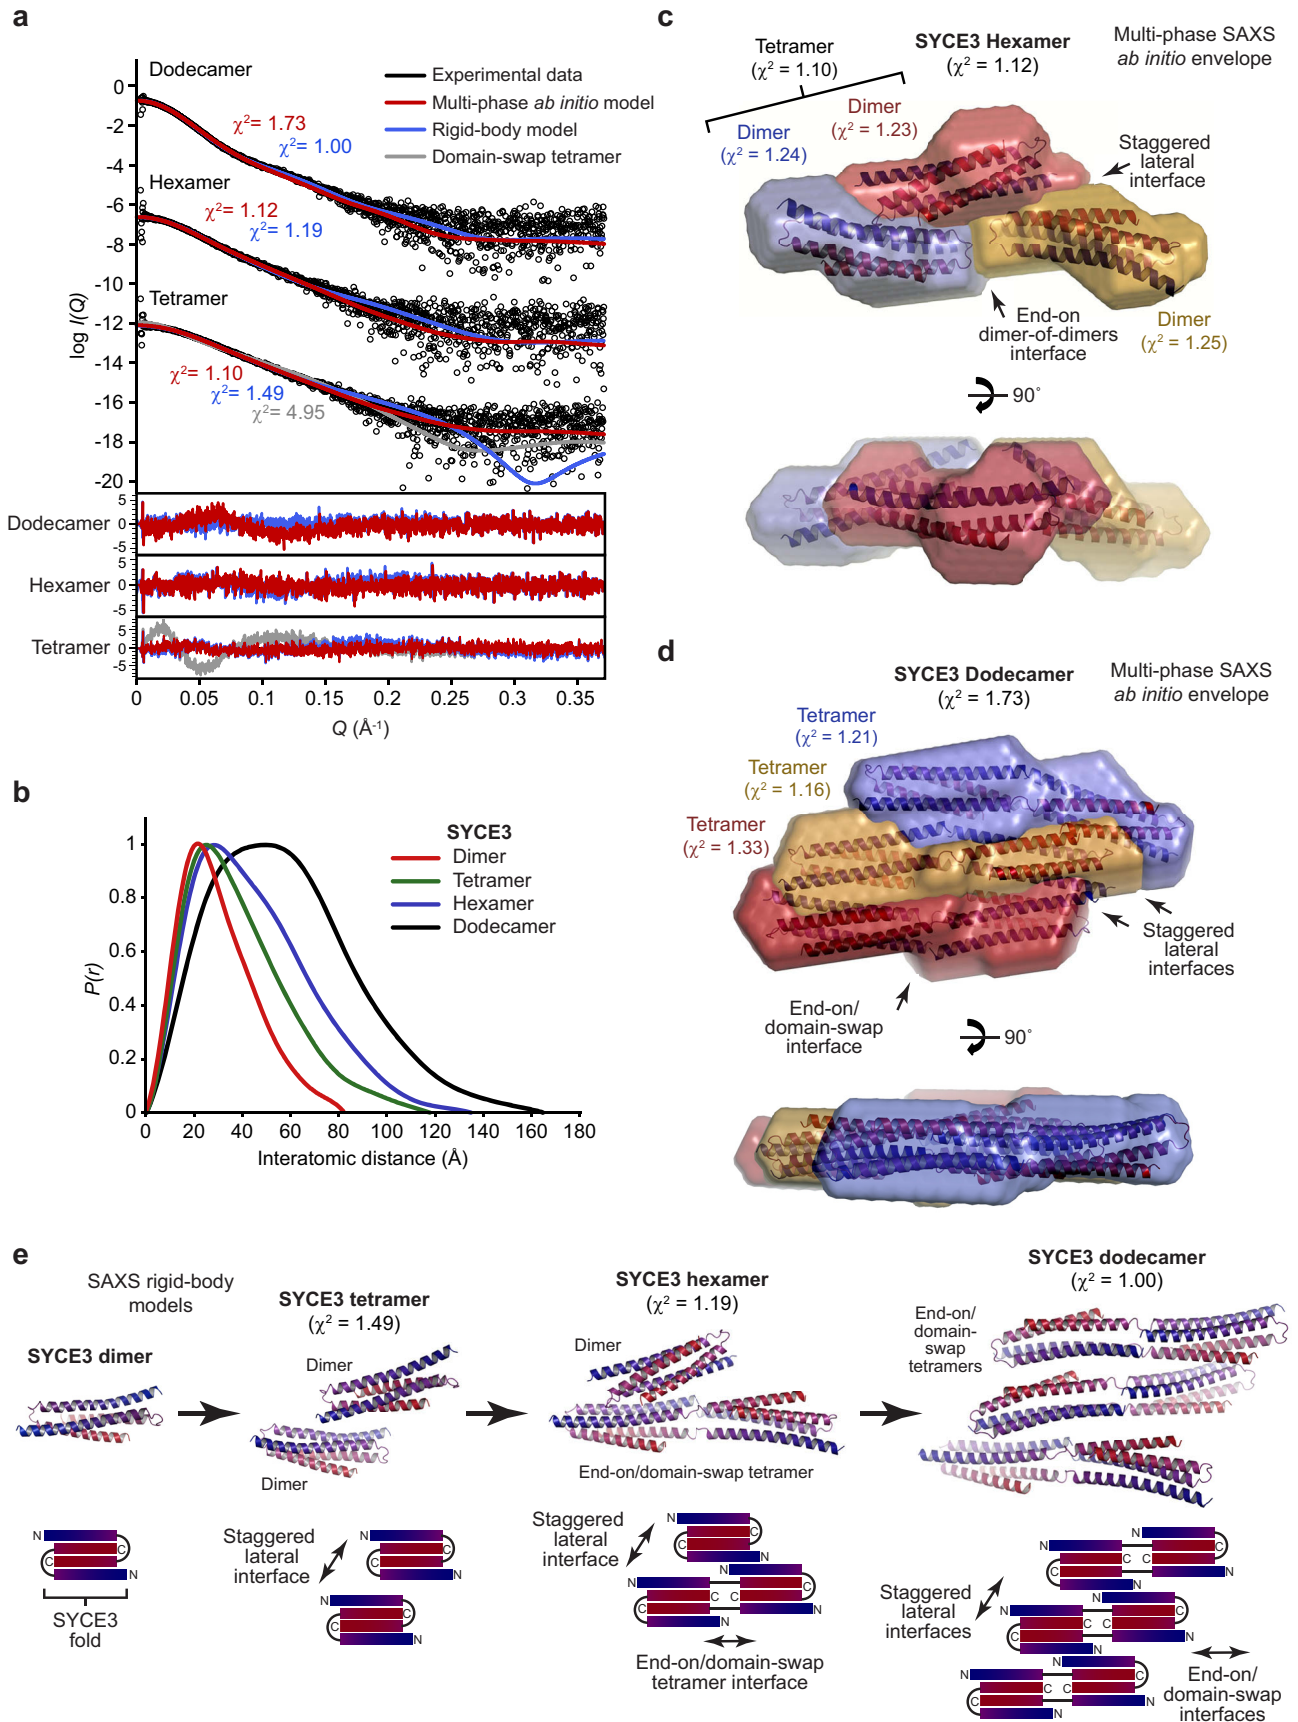 a
Dodecamer
Experimental data
Multi-phase ab initio model
Rigid-body model
Domain-swap tetramer
χ²= 1.73
χ²= 1.00
Hexamer
χ²= 1.12
χ²= 1.19
Tetramer
χ²= 1.10
χ²= 1.49
χ²= 4.95
log I(Q)
0
-2
-4
-6
-8
-10
-12
-14
-16
-18
-20
Dodecamer
5
0
-5
Hexamer
5
0
-5
Tetramer
5
0
-5
0
0.05
0.1
0.15
0.2
0.25
0.3
0.35
Q (Å-1)
b
P(r)
1
0.8
0.6
0.4
0.2
0
SYCE3
Dimer
Tetramer
Hexamer
Dodecamer
0
20
40
60
80
100
120
140
160
180
Interatomic distance (Å)
c
Tetramer
(χ² = 1.10)
SYCE3 Hexamer
(χ² = 1.12)
Multi-phase SAXS
ab initio envelope
Dimer
(χ² = 1.24)
Dimer
(χ² = 1.23)
Staggered
lateral
interface
End-on
dimer-of-dimers
interface
Dimer
(χ² = 1.25)
90°
d
SYCE3 Dodecamer
(χ² = 1.73)
Multi-phase SAXS
ab initio envelope
Tetramer
(χ² = 1.21)
Tetramer
(χ² = 1.16)
Tetramer
(χ² = 1.33)
Staggered
lateral
interfaces
End-on/
domain-swap
interface
90°
e
SAXS rigid-body
models
SYCE3 dimer
SYCE3 tetramer
(χ² = 1.49)
Dimer
Dimer
SYCE3 hexamer
(χ² = 1.19)
Dimer
End-on/domain-swap tetramer
SYCE3 dodecamer
(χ² = 1.00)
End-on/
domain-
swap
tetramers
N
C
C
N
SYCE3
fold
Staggered
lateral
interface
N
C
C
N
Staggered
lateral
interface
N
C
N
N
C
C
N
N
End-on/domain-swap
tetramer interface
Staggered
lateral
interfaces
N
N
C
C
C
N
N
N
C
C
C
N
N
N
C
C
C
N
End-on/
domain-swap
interfaces